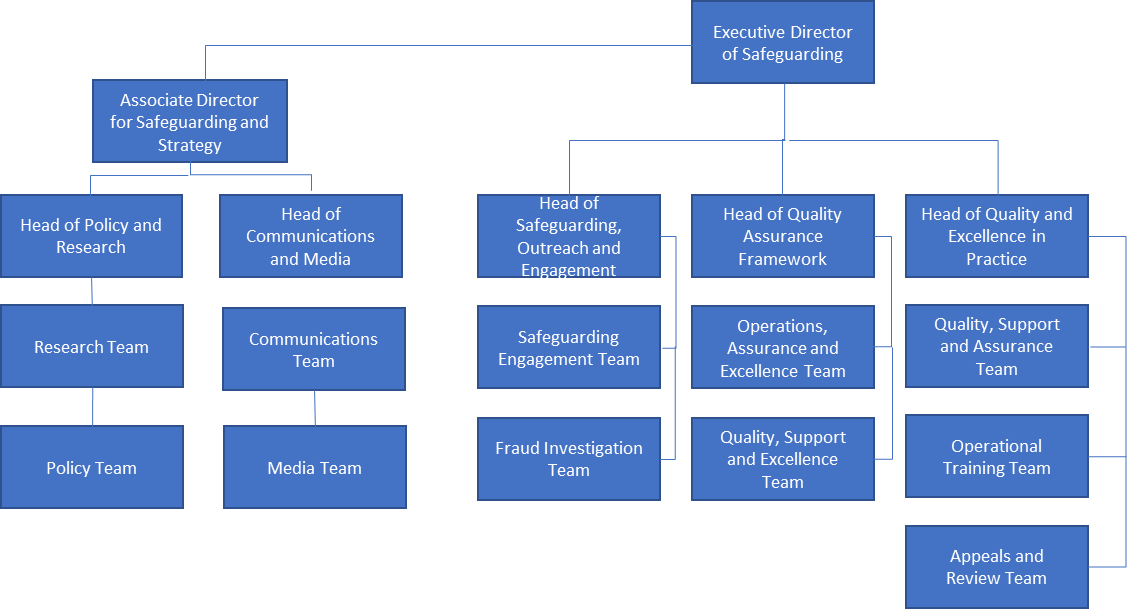 Executive Director
of Safeguarding
Associate Director
for Safeguarding and
Strategy
Head of Policy and
Research
Head of
Communications
and Media
Head of
Safeguarding,
Outreach and
Engagement
Head of Quality
Assurance
Framework
Head of Quality and
Excellence in
Practice
Research Team
Communications
Team
Safeguarding
Engagement Team
Operations,
Assurance and
Excellence Team
Quality, Support
and Assurance
Team
Policy Team
Media Team
Fraud Investigation
Team
Quality, Support
and Excellence
Team
Operational
Training Team
Appeals and
Review Team